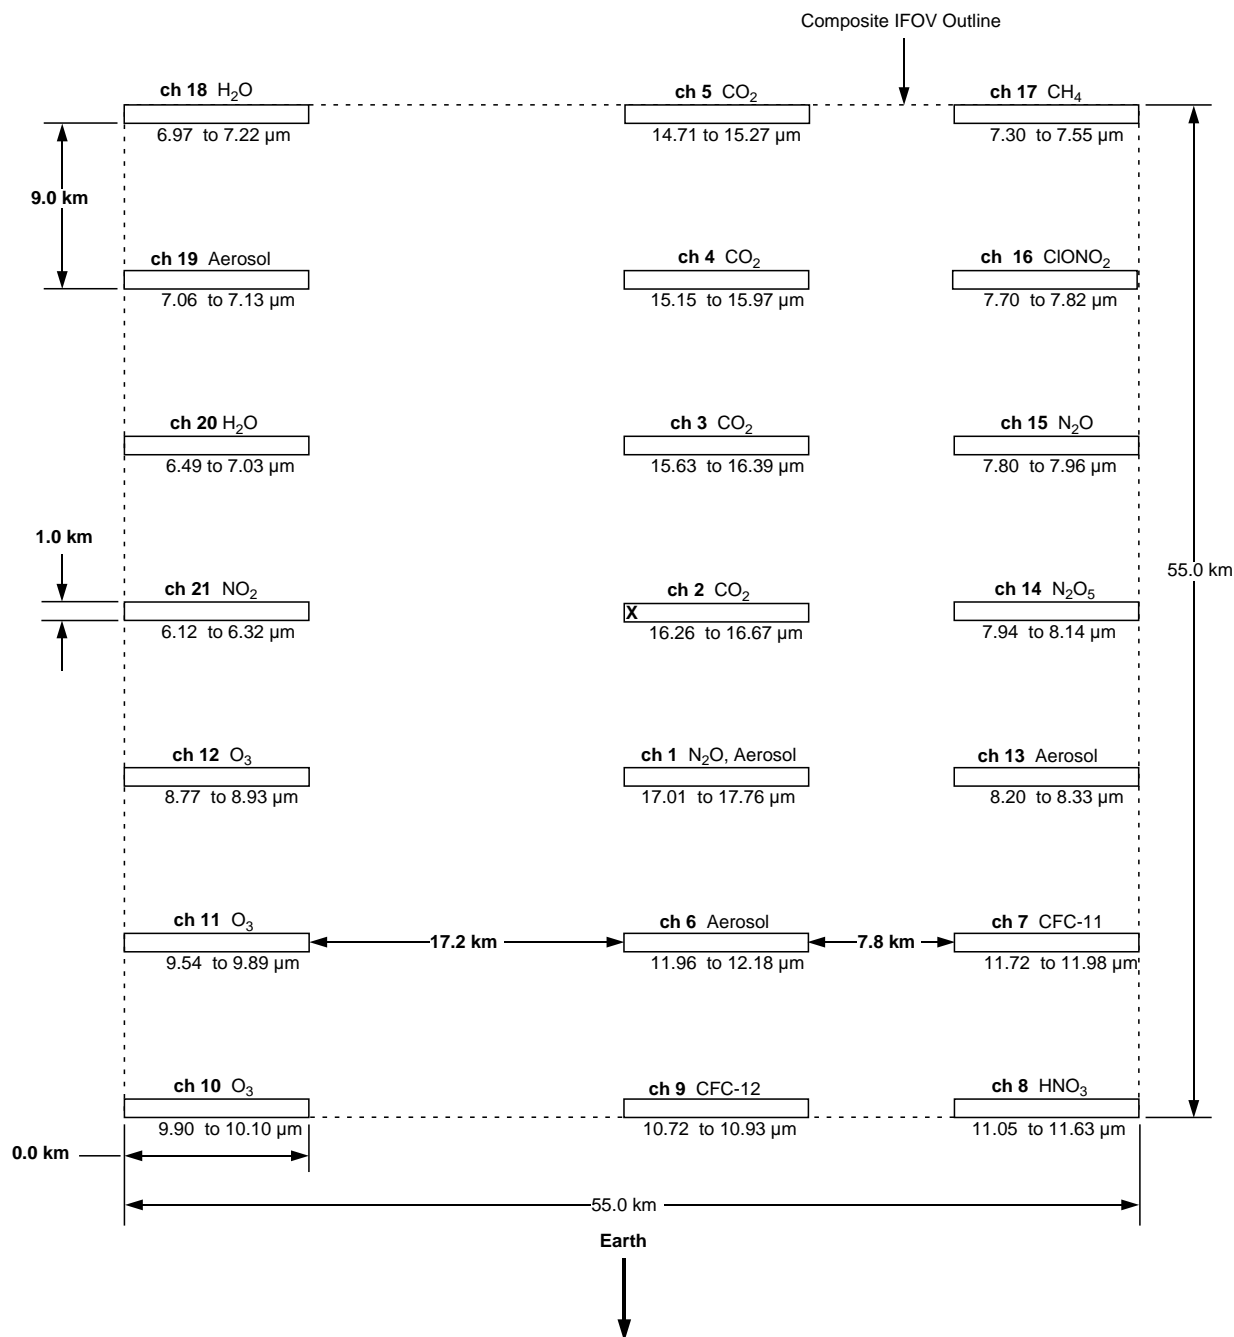 Composite IFOV Outline
ch 18 H₂O
ch 5 CO₂
ch 17 CH₄
6.97 to 7.22 µm
14.71 to 15.27 µm
7.30 to 7.55 µm
9.0 km
ch 19 Aerosol
ch 4 CO₂
ch 16 ClONO₂
7.06 to 7.13 µm
15.15 to 15.97 µm
7.70 to 7.82 µm
ch 20 H₂O
ch 3 CO₂
ch 15 N₂O
6.49 to 7.03 µm
15.63 to 16.39 µm
7.80 to 7.96 µm
1.0 km
55.0 km
ch 21 NO₂
ch 2 CO₂
ch 14 N₂O₅
X
6.12 to 6.32 µm
16.26 to 16.67 µm
7.94 to 8.14 µm
ch 12 O₃
ch 1 N₂O, Aerosol
ch 13 Aerosol
8.77 to 8.93 µm
17.01 to 17.76 µm
8.20 to 8.33 µm
ch 11 O₃
ch 6 Aerosol
ch 7 CFC-11
17.2 km
7.8 km
9.54 to 9.89 µm
11.96 to 12.18 µm
11.72 to 11.98 µm
ch 10 O₃
ch 9 CFC-12
ch 8 HNO₃
9.90 to 10.10 µm
10.72 to 10.93 µm
11.05 to 11.63 µm
0.0 km
55.0 km
Earth